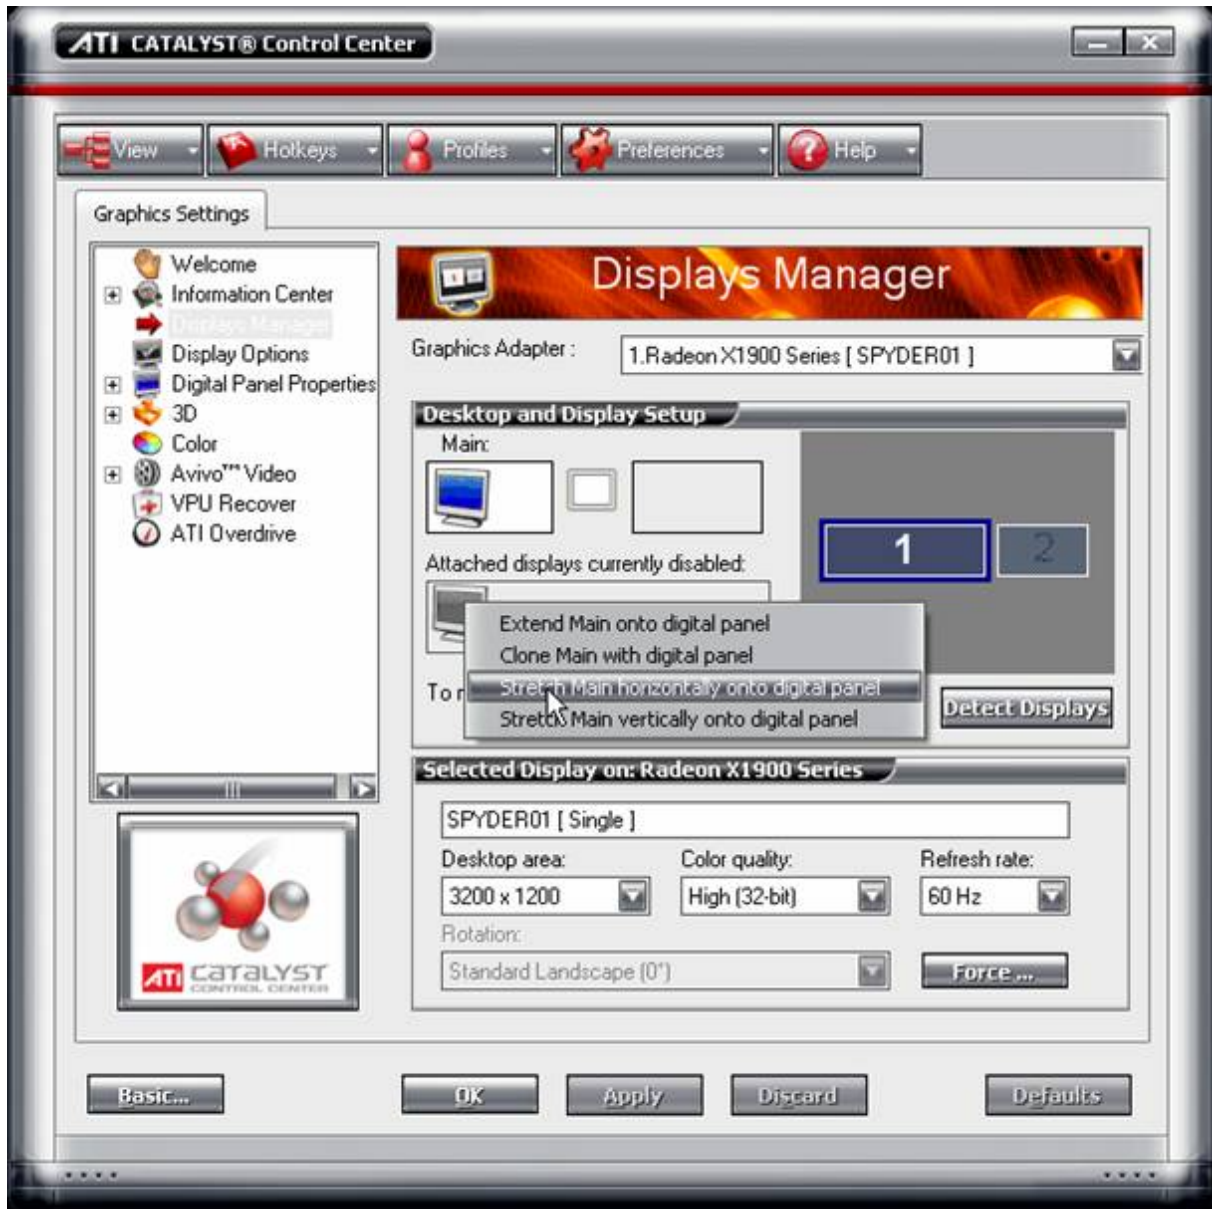 ATI CATALYST® Control Center
View
Hotkeys
Profiles
Preferences
Help
Graphics Settings
Welcome
Information Center
Displays Manager
Display Options
Digital Panel Properties
3D
Color
Avivo™ Video
VPU Recover
ATI Overdrive
ATI CATALYST
CONTROL CENTER
Displays Manager
Graphics Adapter :
1.Radeon X1900 Series [ SPYDER01 ]
Desktop and Display Setup
Main:
1
2
Attached displays currently disabled:
Extend Main onto digital panel
Clone Main with digital panel
Stretch Main horizontally onto digital panel
Stretch Main vertically onto digital panel
Detect Displays
Selected Display on: Radeon X1900 Series
SPYDER01 [ Single ]
Desktop area:
Color quality:
Refresh rate:
3200 x 1200
High (32-bit)
60 Hz
Rotation:
Standard Landscape (0°)
Force ...
Basic...
OK
Apply
Discard
Defaults